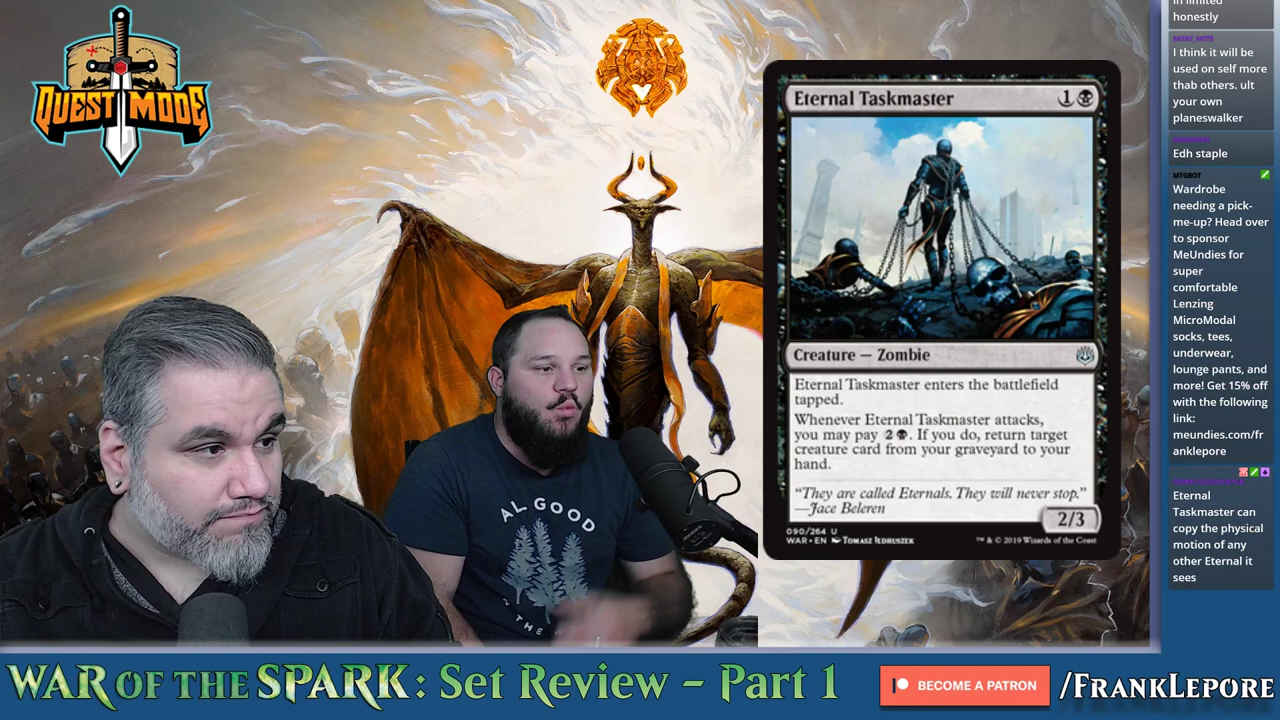 QUEST MODE
Eternal Taskmaster 1
Creature — Zombie
Eternal Taskmaster enters the battlefield
tapped.
Whenever Eternal Taskmaster attacks,
you may pay 2. If you do, return target
creature card from your graveyard to your
hand.
“They are called Eternals. They will never stop.”
—Jace Beleren
2/3
090/264 U
WAR • EN Tomasz Jedruszek
™ & © 2019 Wizards of the Coast
AL GOOD
THE
in limited
honestly
I think it will be
used on self more
thab others. ult
your own
planeswalker
Edh staple
MTGBOT
Wardrobe
needing a pick-
me-up? Head over
to sponsor
MeUndies for
super
comfortable
Lenzing
MicroModal
socks, tees,
underwear,
lounge pants, and
more! Get 15% off
with the following
link:
meundies.com/fr
anklepore
Eternal
Taskmaster can
copy the physical
motion of any
other Eternal it
sees
WAR OF THE SPARK: Set Review - Part 1
BECOME A PATRON
/FrankLepore